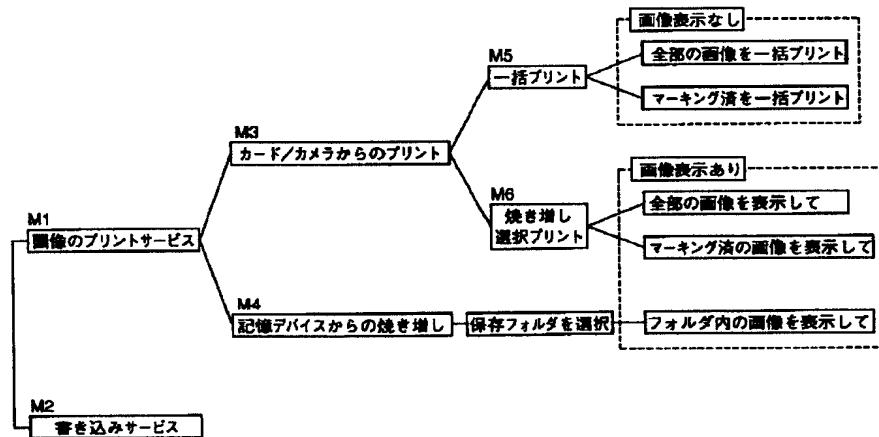 画像表示なし
M5
一括プリント
全部の画像を一括プリント
マーキング済を一括プリント
M3
カード/カメラからのプリント
画像表示あり
M6
焼き増し
選択プリント
全部の画像を表示して
マーキング済の画像を表示して
M1
画像のプリントサービス
M4
記憶デバイスからの焼き増し
保存フォルダを選択
フォルダ内の画像を表示して
M2
書き込みサービス